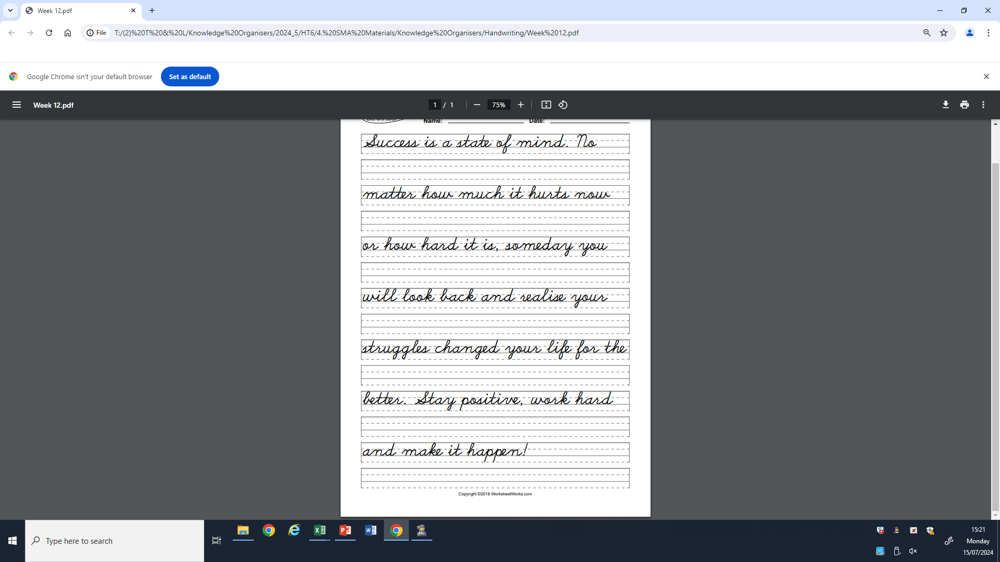 Week 12.pdf
File
T:/(2)%20T%20&%20L/Knowledge%20Organisers/2024_5/HT6/4.%20SMA%20Materials/Knowledge%20Organisers/Handwriting/Week%2012.pdf
Google Chrome isn't your default browser
Set as default
Week 12.pdf
1 / 1
75%
Name: Date:
Success is a state of mind. No
matter how much it hurts now
or how hard it is, someday you
will look back and realise your
struggles changed your life for the
better. Stay positive, work hard
and make it happen!
Copyright ©2018 WorksheetWorks.com
Type here to search
15:21
Monday
15/07/2024